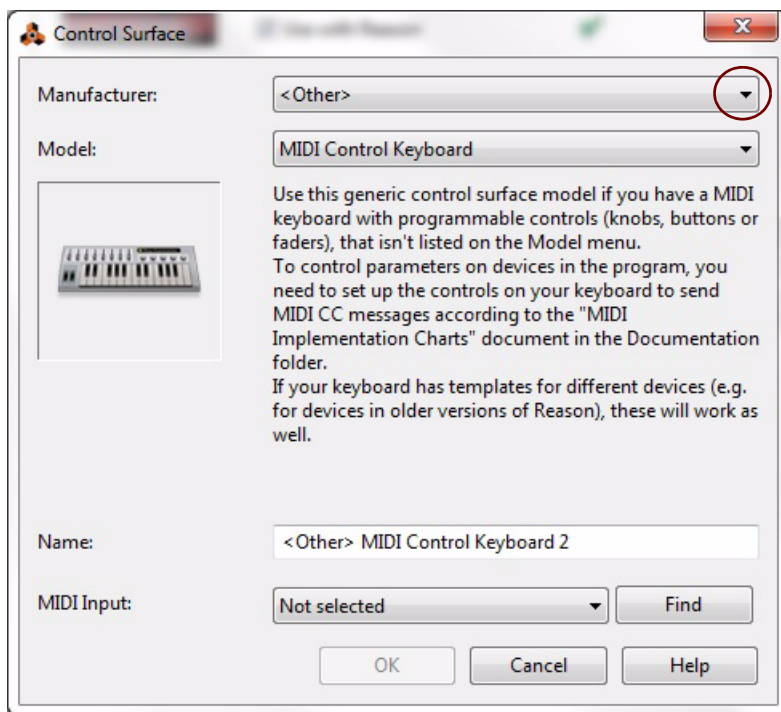 Control Surface
Use with Reason
Manufacturer:
<Other>
Model:
MIDI Control Keyboard
Use this generic control surface model if you have a MIDI
keyboard with programmable controls (knobs, buttons or
faders), that isn't listed on the Model menu.
To control parameters on devices in the program, you
need to set up the controls on your keyboard to send
MIDI CC messages according to the "MIDI
Implementation Charts" document in the Documentation
folder.
If your keyboard has templates for different devices (e.g.
for devices in older versions of Reason), these will work as
well.
Name:
<Other> MIDI Control Keyboard 2
MIDI Input:
Not selected
Find
OK
Cancel
Help